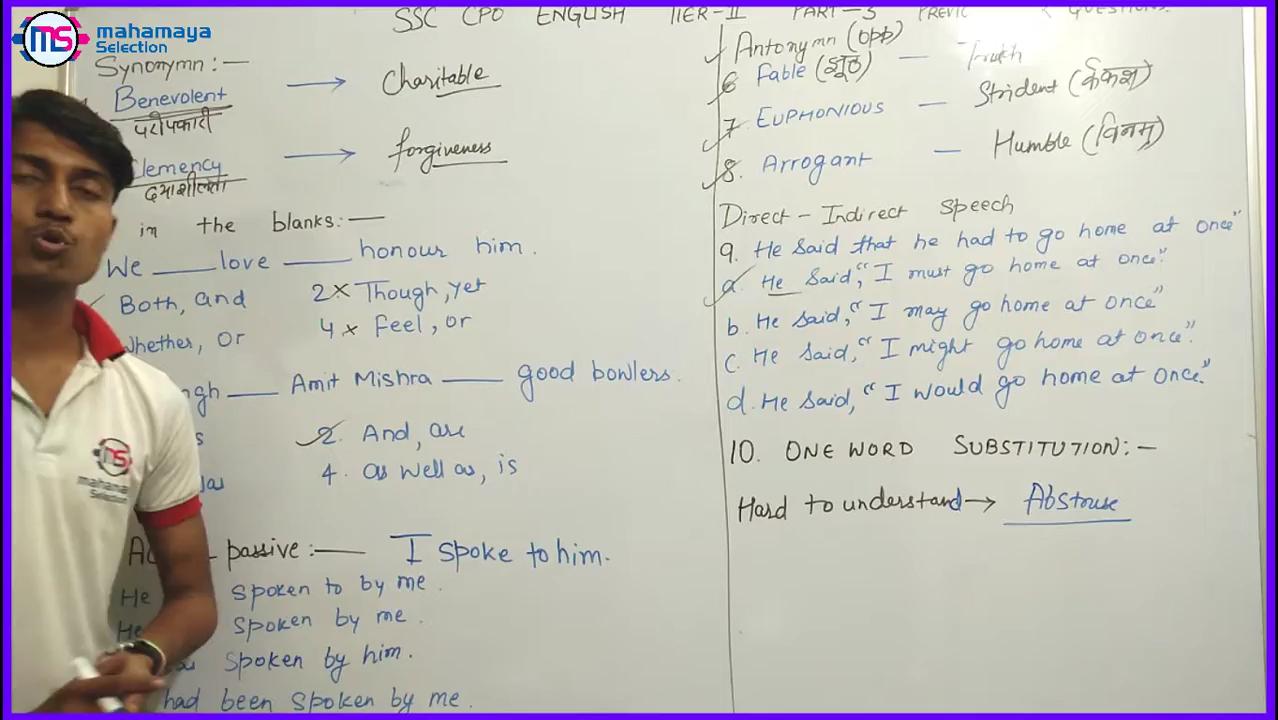 mahamaya
Selection
SSC CPO ENGLISH TIER-II PART-3 QUESTIONS.
Synonymn:-
Benevolent → Charitable
परोपकारी
Clemency → forgiveness
दयाशीलता
in the blanks:-
We ____ love ____ honour him.
Both, and 2 × Though, yet
Whether, Or 4 × Feel, or
ngh ____ Amit Mishra ____ good bowlers.
2. And, are
4. as well as, is
passive:- I spoke to him.
He spoken to by me.
He spoken by me.
spoken by him.
had been spoken by me.
Antonymn (opp)
6 Fable (झूठ) - Truth
7. EUPHONIOUS - Strident (कर्कश)
8. Arrogant - Humble (विनम्र)
Direct-Indirect Speech
9. He Said that he had to go home at once"
a. He Said, "I must go home at once".
b. He Said, "I may go home at once"
c. He Said, "I might go home at once".
d. He Said, "I would go home at once."
10. ONE WORD SUBSTITUTION:-
Hard to understand → Abstruse
mahamaya
Selection